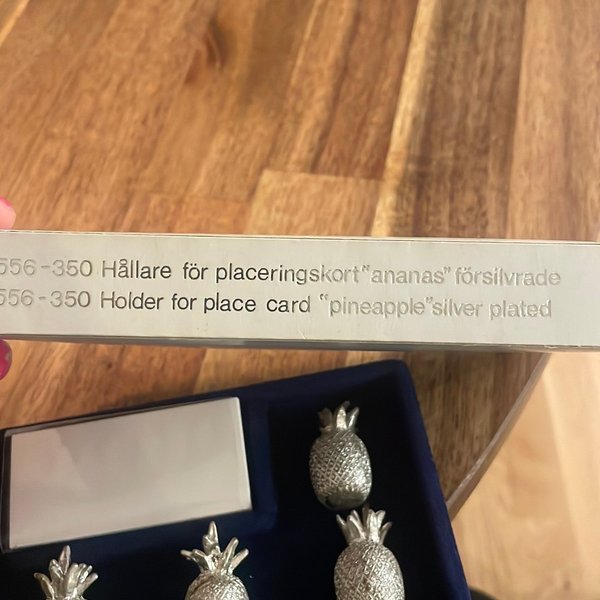 556-350 Hållare för placeringskort"ananas" försilvrade
556-350 Holder for place card "pineapple"silver plated